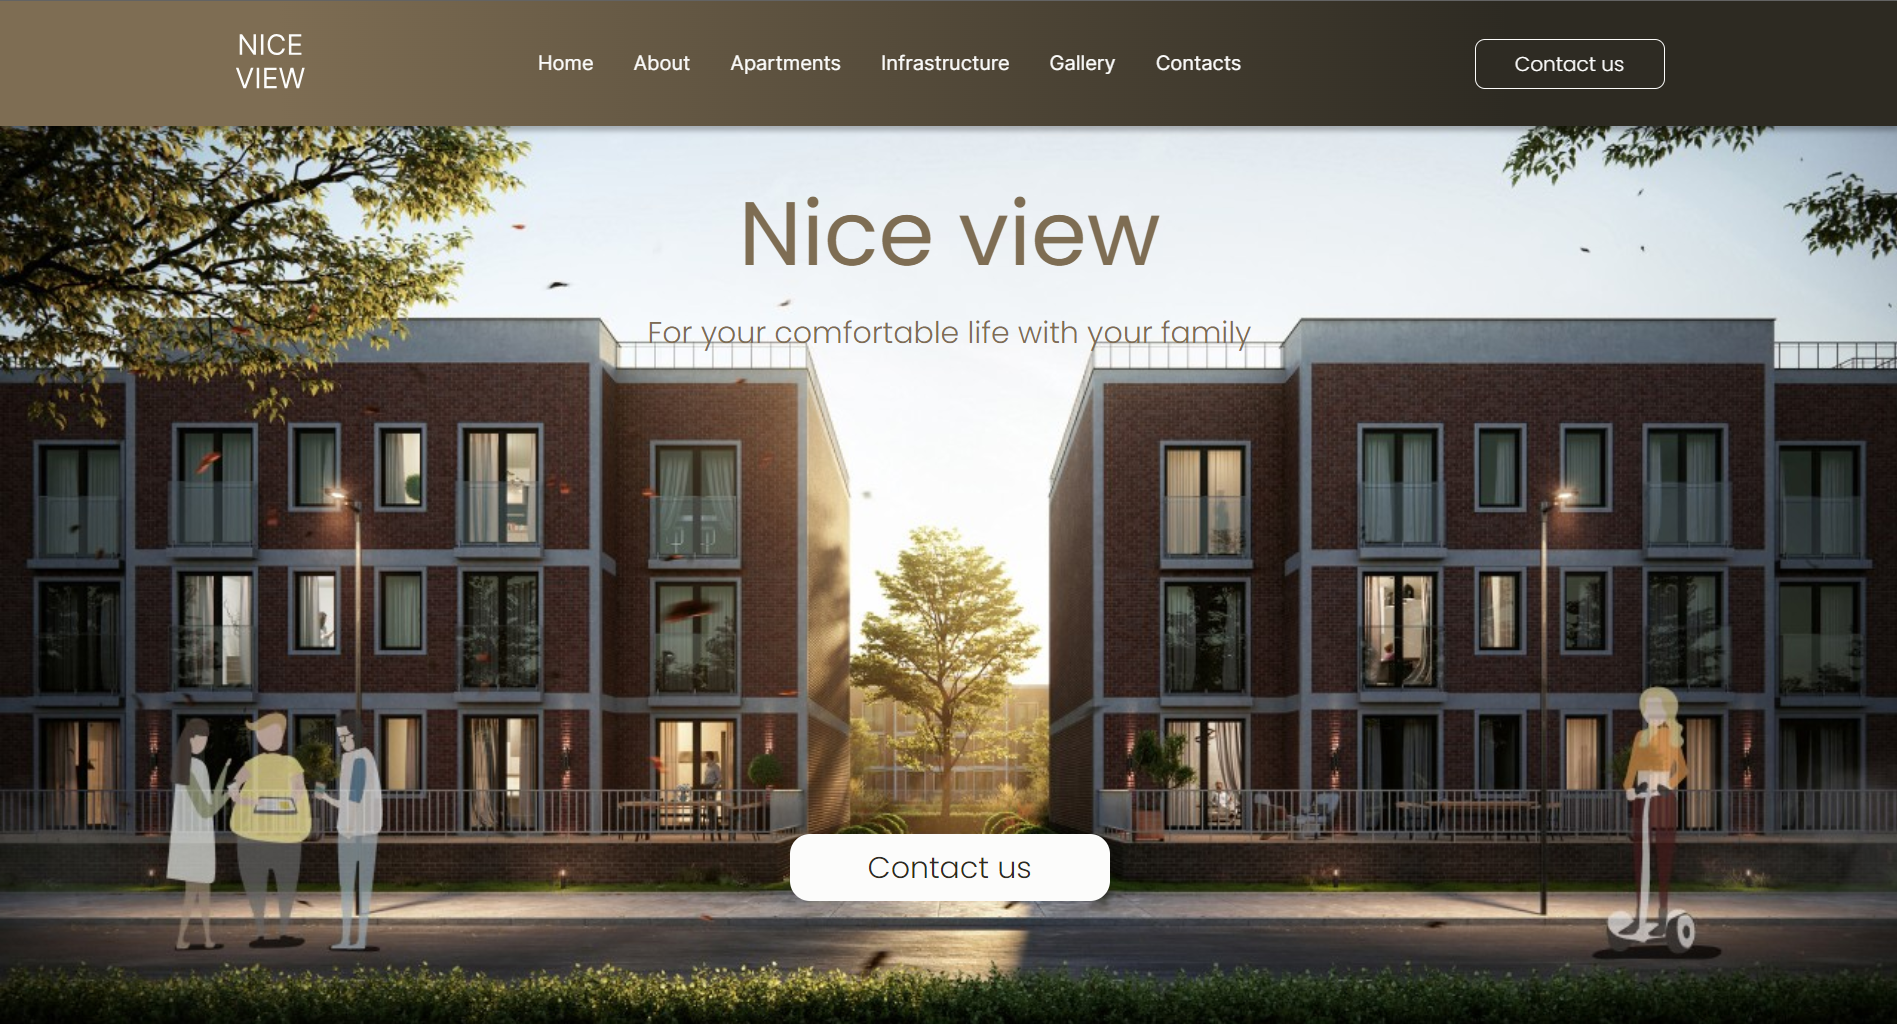 NICE
VIEW
Home About Apartments Infrastructure Gallery Contacts
Contact us
Nice view
For your comfortable life with your family
Contact us